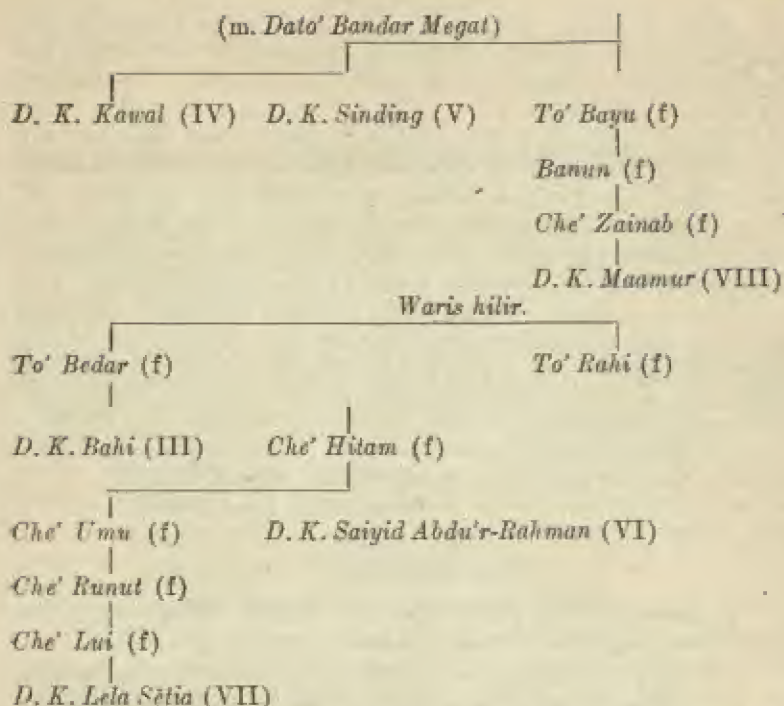 (m. Dato' Bandar Megat)
D. K. Kawal (IV) D. K. Sinding (V) To' Bayu (f)
Banun (f)
Che' Zainab (f)
D. K. Maamur (VIII)
Waris hilir.
To' Bedar (f) To' Rahi (f)
D. K. Bahi (III) Che' Hitam (f)
Che' Umu (f) D. K. Saiyid Abdu'r-Rahman (VI)
Che' Runut (f)
Che' Lui (f)
D. K. Lela Sĕtia (VII)